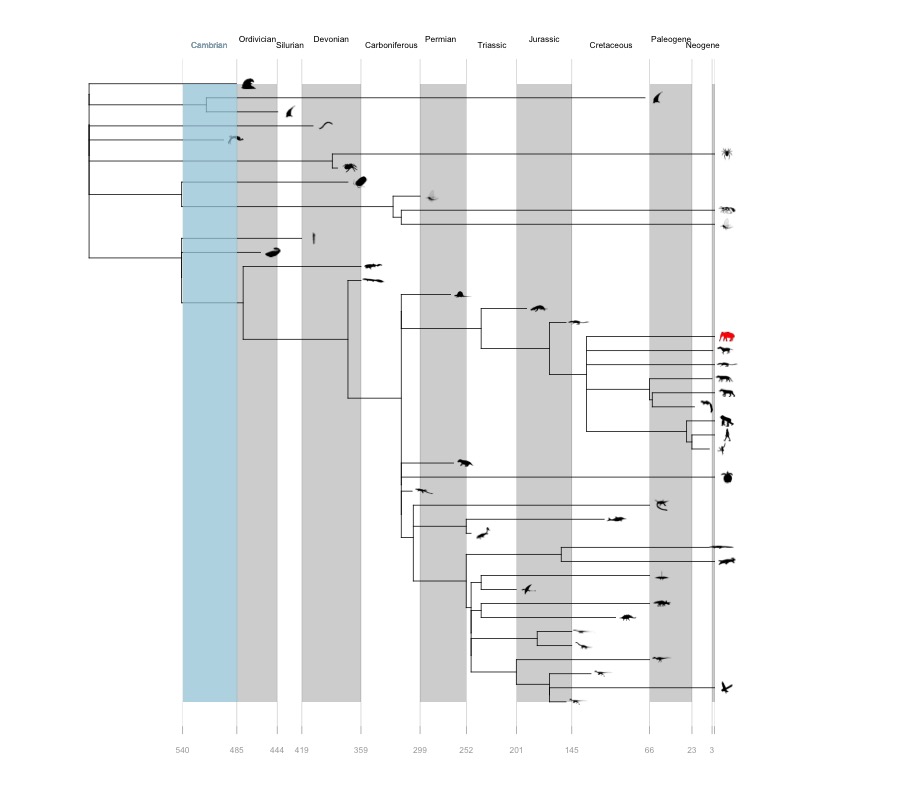 Ordivician Devonian Permian Jurassic Paleogene
Cambrian Silurian Carboniferous Triassic Cretaceous Neogene
540 485 444 419 359 299 252 201 145 66 23 3